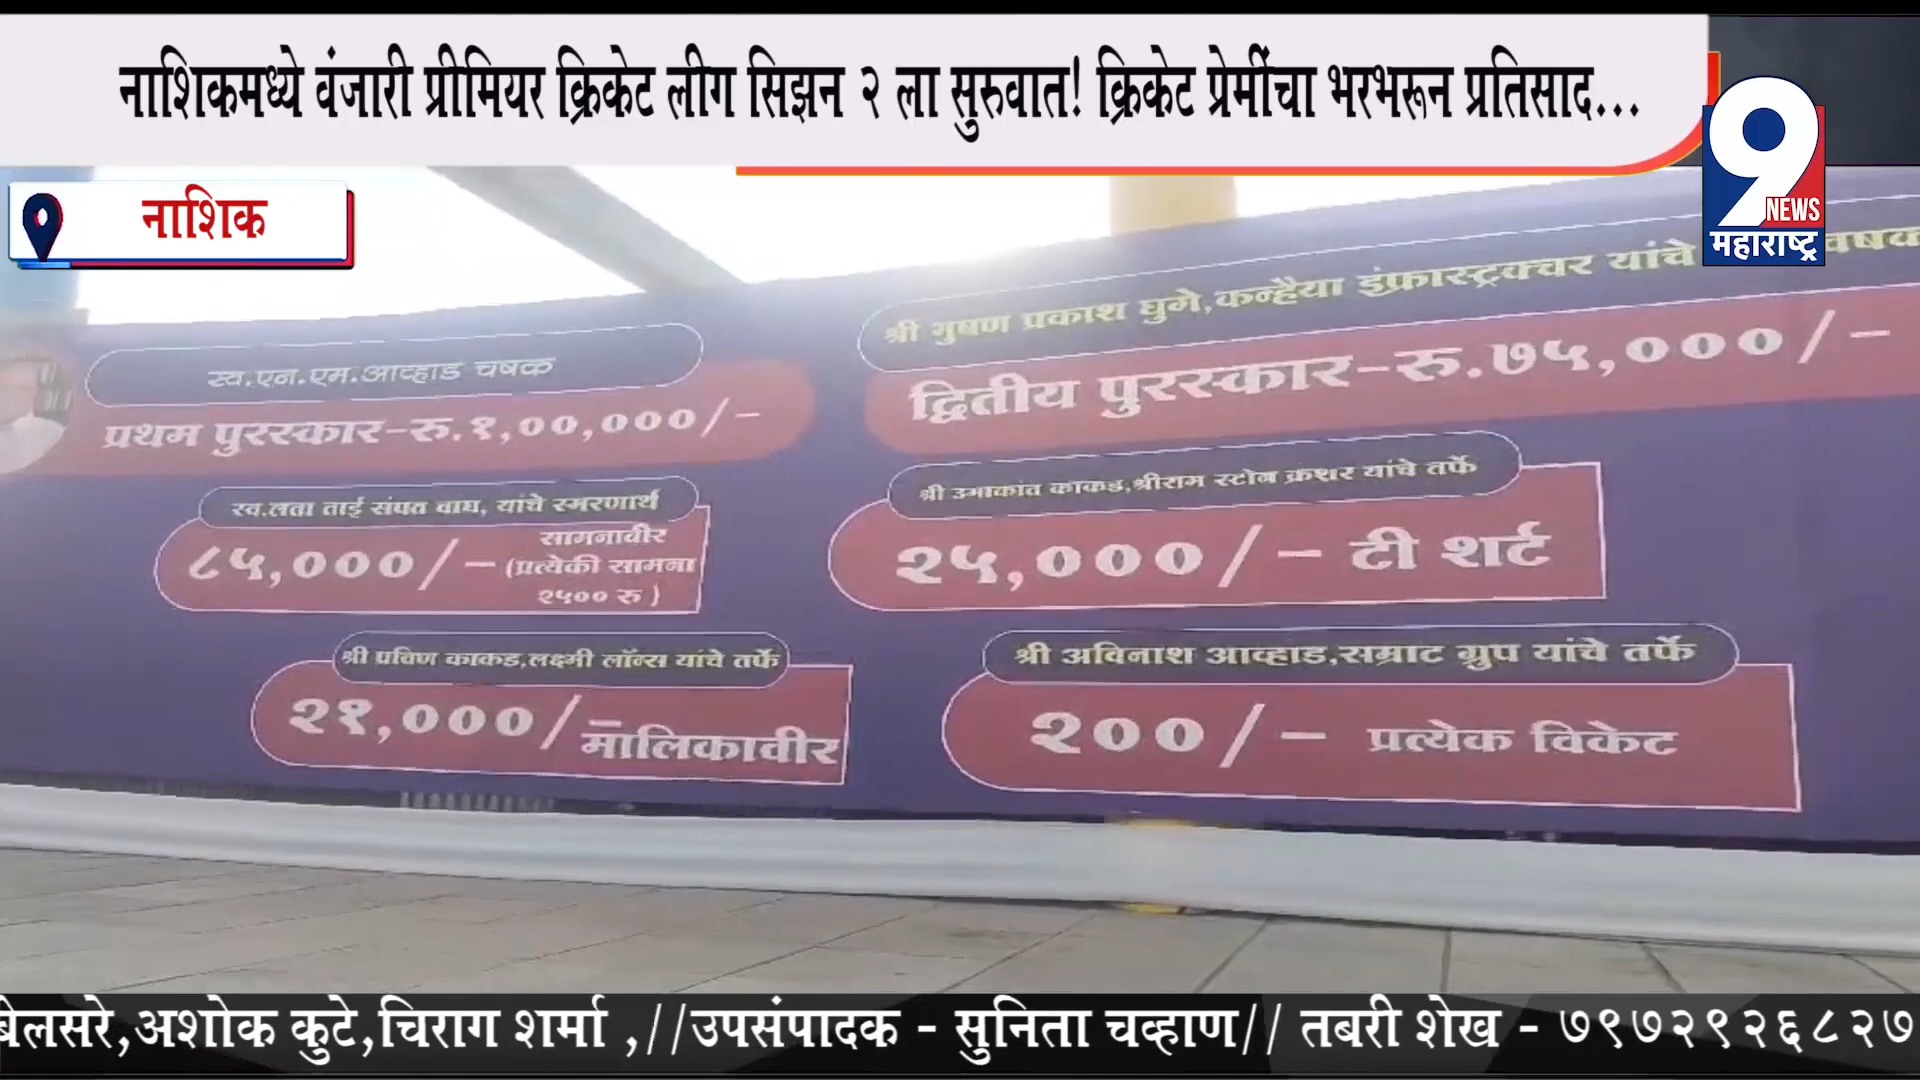 नाशिकमध्ये वंजारी प्रीमियर क्रिकेट लीग सिझन २ ला सुरुवात! क्रिकेट प्रेमींचा भरभरून प्रतिसाद...
9
NEWS
महाराष्ट्र
नाशिक
स्व.एन.एम.आव्हाड चषक
प्रथम पुरस्कार-रु.१,००,०००/-
श्री भुषण प्रकाश घुगे,कन्हैया इंफ्रास्ट्रक्चर यांचे
द्वितीय पुरस्कार-रु.७५,०००/-
स्व.लता ताई संपत वाघ, यांचे स्मरणार्थ
८५,०००/- सामनावीर
(प्रत्येकी सामना
२५०० रु )
श्री उमाकांत काकड,श्रीराम स्टोन क्रशर यांचे तर्फे
२५,०००/- टी शर्ट
श्री प्रविण काकड,लक्ष्मी लॉन्स यांचे तर्फे
२१,०००/- मालिकावीर
श्री अविनाश आव्हाड,सम्राट ग्रुप यांचे तर्फे
२००/- प्रत्येक विकेट
बेलसरे,अशोक कुटे,चिराग शर्मा ,//उपसंपादक - सुनिता चव्हाण// तबरी शेख - ७९७२९२६८२७